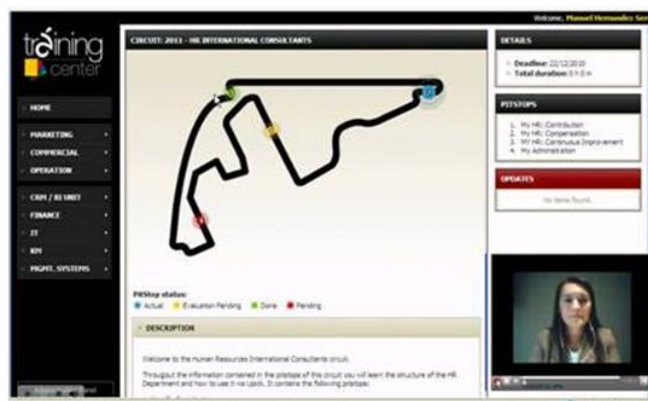 Welcome, Manuel Hernandez
training
center
CIRCUIT: 2011 - HR INTERNATIONAL CONSULTANTS
DETAILS
Deadline: 22/12/2010
Total duration: 0 h 0 m
HOME
MARKETING
COMMERCIAL
OPERATION
CRM / BI UNIT
FINANCE
IT
KM
MGMT. SYSTEMS
PITSTOPS
1. My HR: Contribution
2. My HR: Compensation
3. MY HR: Continuous Improvement
4. My Administration
UPDATES
No items found.
PitStop status:
Actual Evaluation Pending Done Pending
DESCRIPTION
Welcome to the Human Resources International Consultants circuit
Througout the information contained in the pitstops of this circuit you will learn the structure of the HR
Department and how to use it via Upick. It contains the following pitstops: